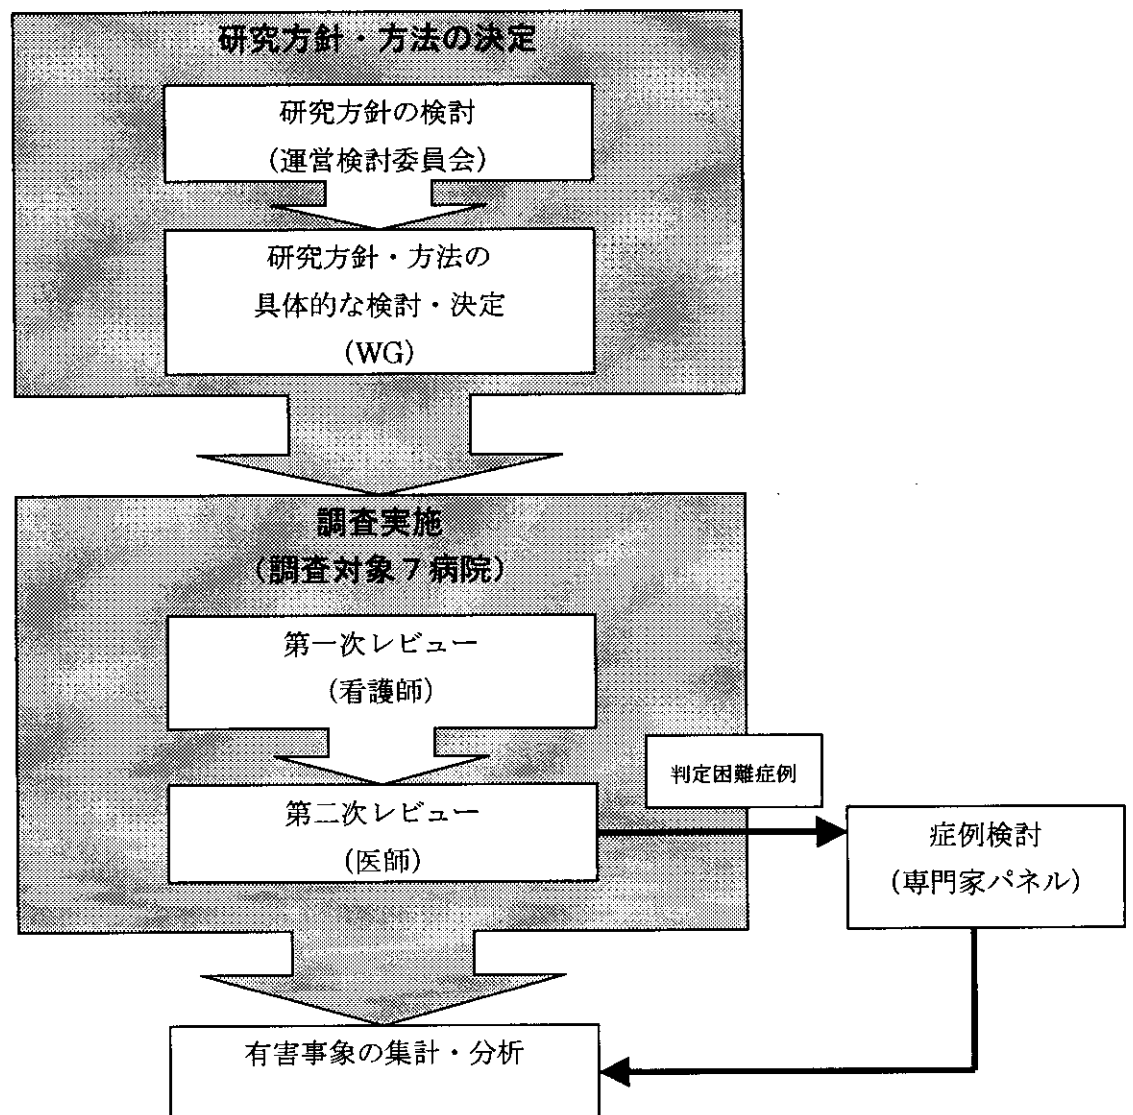 研究方針・方法の決定
研究方針の検討
(運営検討委員会)
研究方針・方法の
具体的な検討・決定
(WG)
調査実施
(調査対象7病院)
第一次レビュー
(看護師)
第二次レビュー
(医師)
判定困難症例
症例検討
(専門家パネル)
有害事象の集計・分析